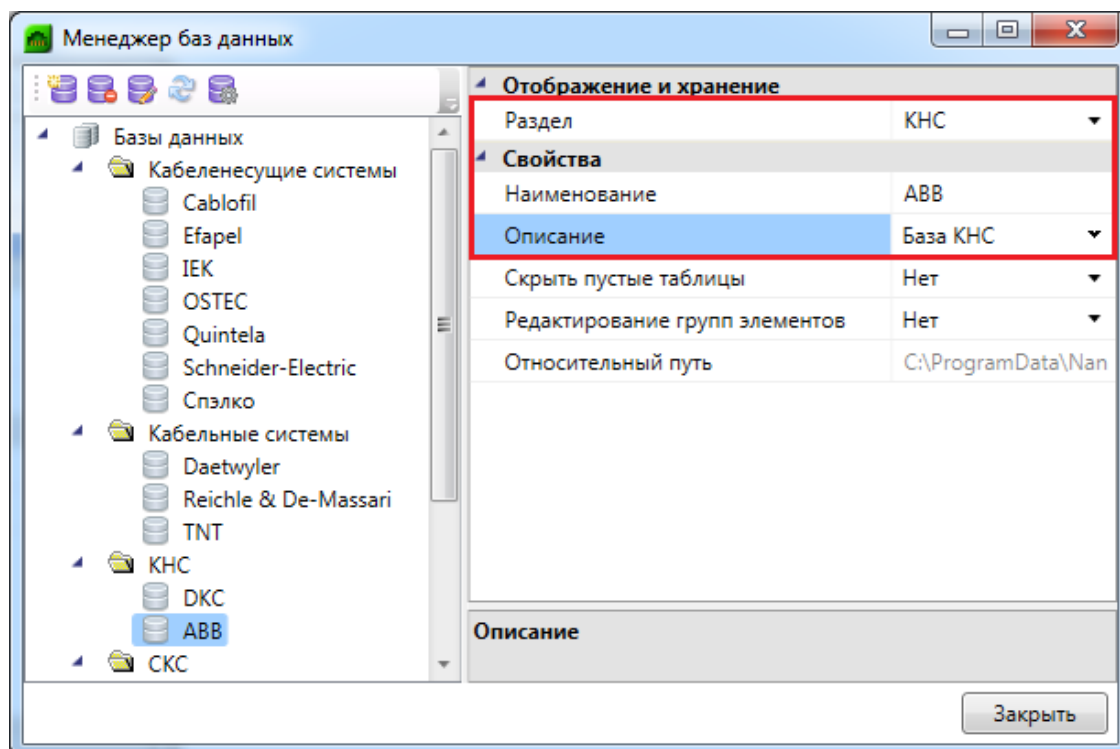 Менеджер баз данных
Базы данных
Кабеленесущие системы
Cablofil
Efapel
IEK
OSTEC
Quintela
Schneider-Electric
Спэлко
Кабельные системы
Daetwyler
Reichle & De-Massari
TNT
КНС
DKC
ABB
СКС
Отображение и хранение
Раздел КНС
Свойства
Наименование ABB
Описание База КНС
Скрыть пустые таблицы Нет
Редактирование групп элементов Нет
Относительный путь C:\ProgramData\Nan
Описание
Закрыть